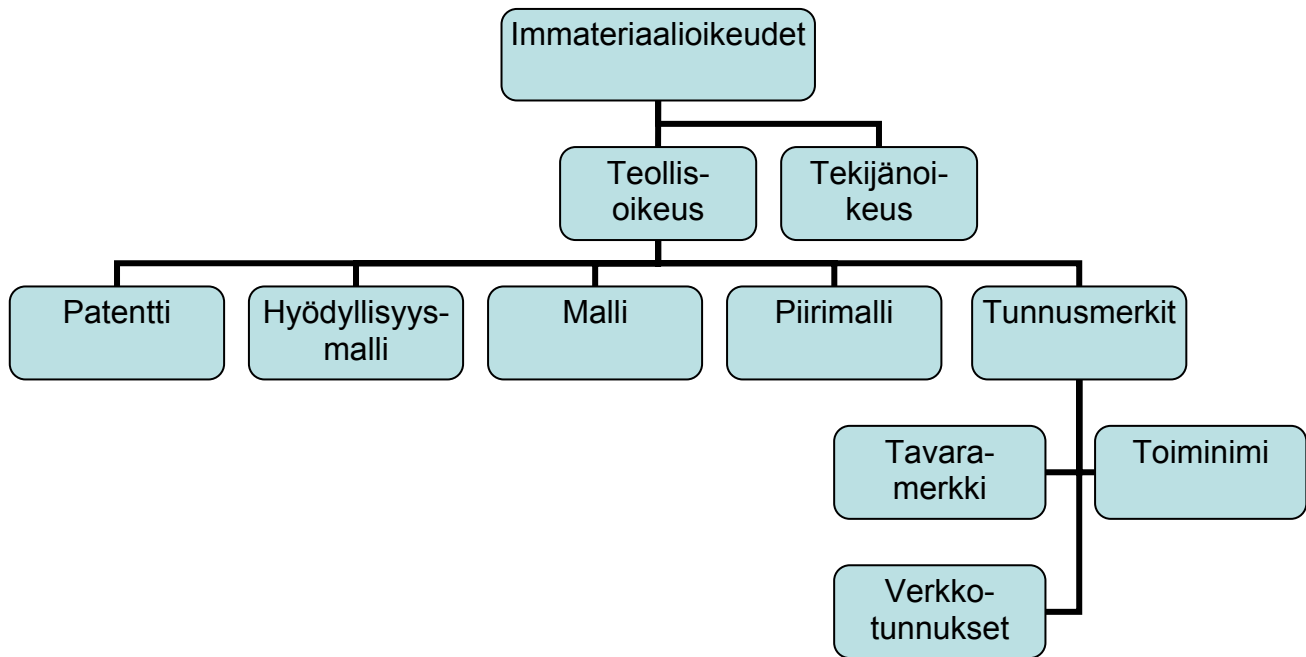 Immateriaalioikeudet
Teollis-
oikeus
Tekijänoi-
keus
Patentti
Hyödyllisyys-
malli
Malli
Piirimalli
Tunnusmerkit
Tavara-
merkki
Toiminimi
Verkko-
tunnukset